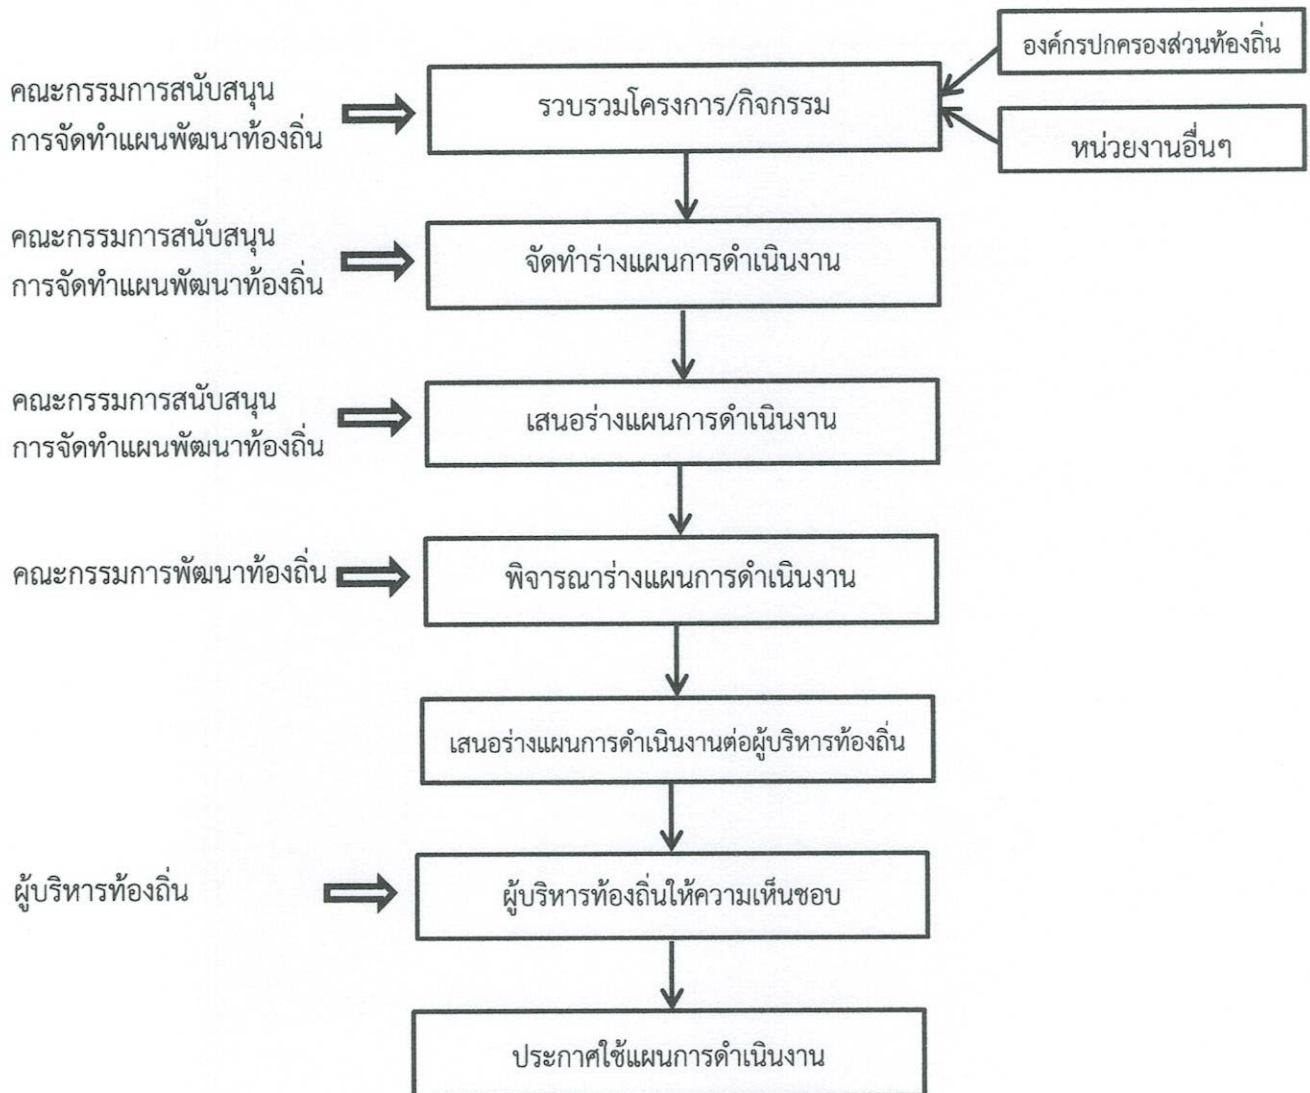 องค์กรปกครองส่วนท้องถิ่น
คณะกรรมการสนับสนุน
การจัดทำแผนพัฒนาท้องถิ่น
รวบรวมโครงการ/กิจกรรม
หน่วยงานอื่นๆ
คณะกรรมการสนับสนุน
การจัดทำแผนพัฒนาท้องถิ่น
จัดทำร่างแผนการดำเนินงาน
คณะกรรมการสนับสนุน
การจัดทำแผนพัฒนาท้องถิ่น
เสนอร่างแผนการดำเนินงาน
คณะกรรมการพัฒนาท้องถิ่น
พิจารณาร่างแผนการดำเนินงาน
เสนอร่างแผนการดำเนินงานต่อผู้บริหารท้องถิ่น
ผู้บริหารท้องถิ่น
ผู้บริหารท้องถิ่นให้ความเห็นชอบ
ประกาศใช้แผนการดำเนินงาน